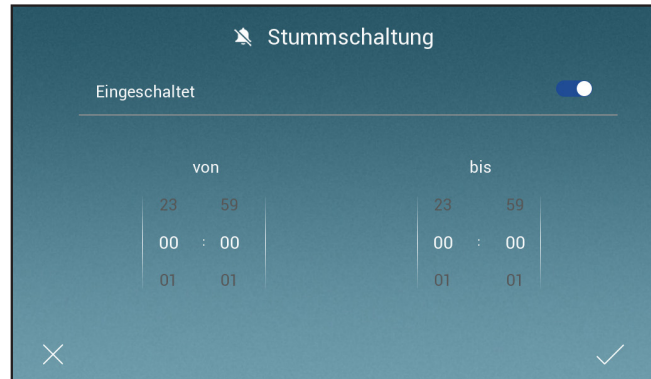 Stummschaltung
Eingeschaltet
von bis
23 59 23 59
00 : 00 00 : 00
01 01 01 01